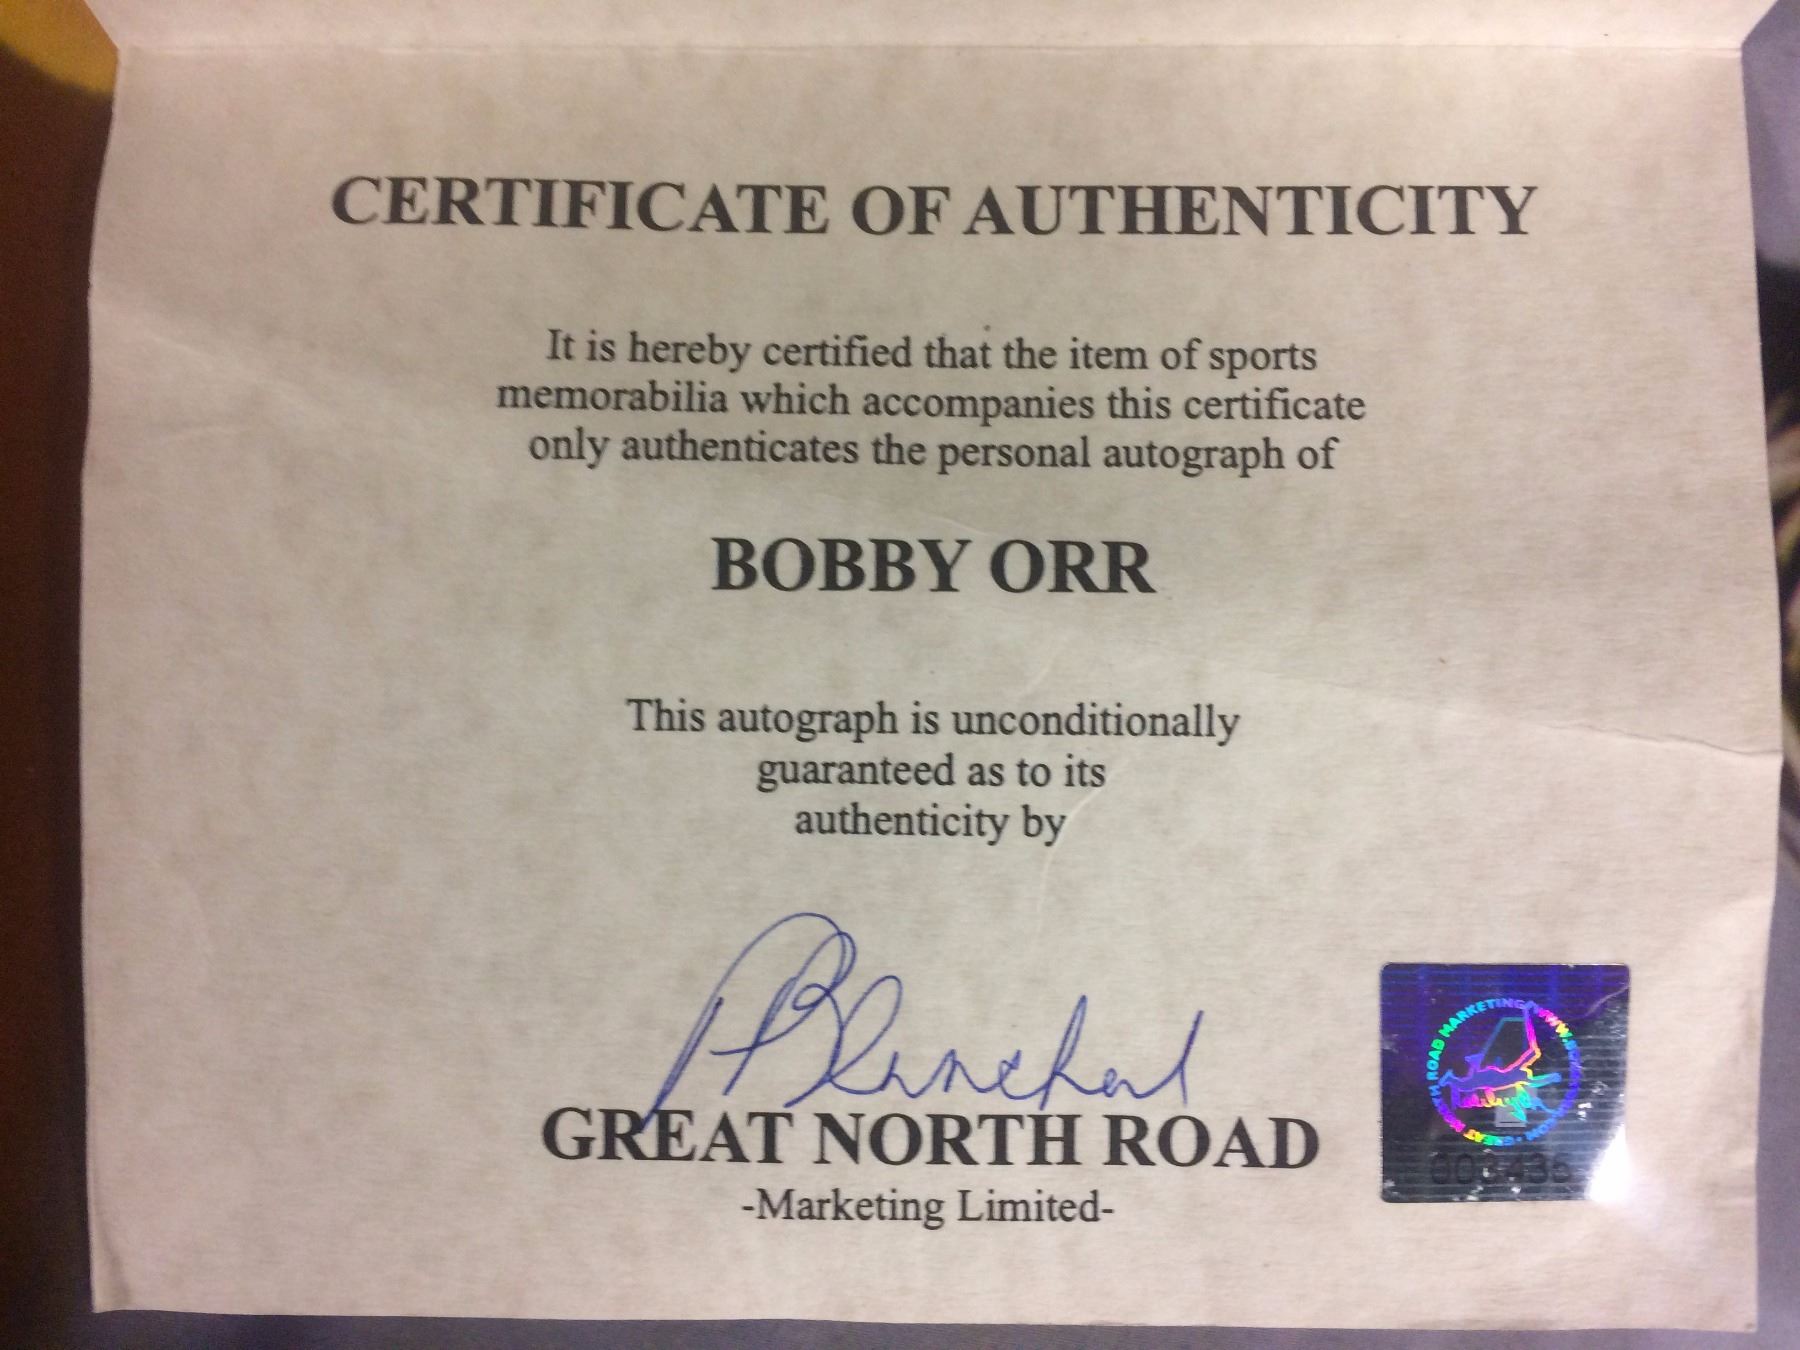 CERTIFICATE OF AUTHENTICITY
It is hereby certified that the item of sports
memorabilia which accompanies this certificate
only authenticates the personal autograph of
BOBBY ORR
This autograph is unconditionally
guaranteed as to its
authenticity by
GREAT NORTH ROAD
-Marketing Limited-
ROAD MARKETING